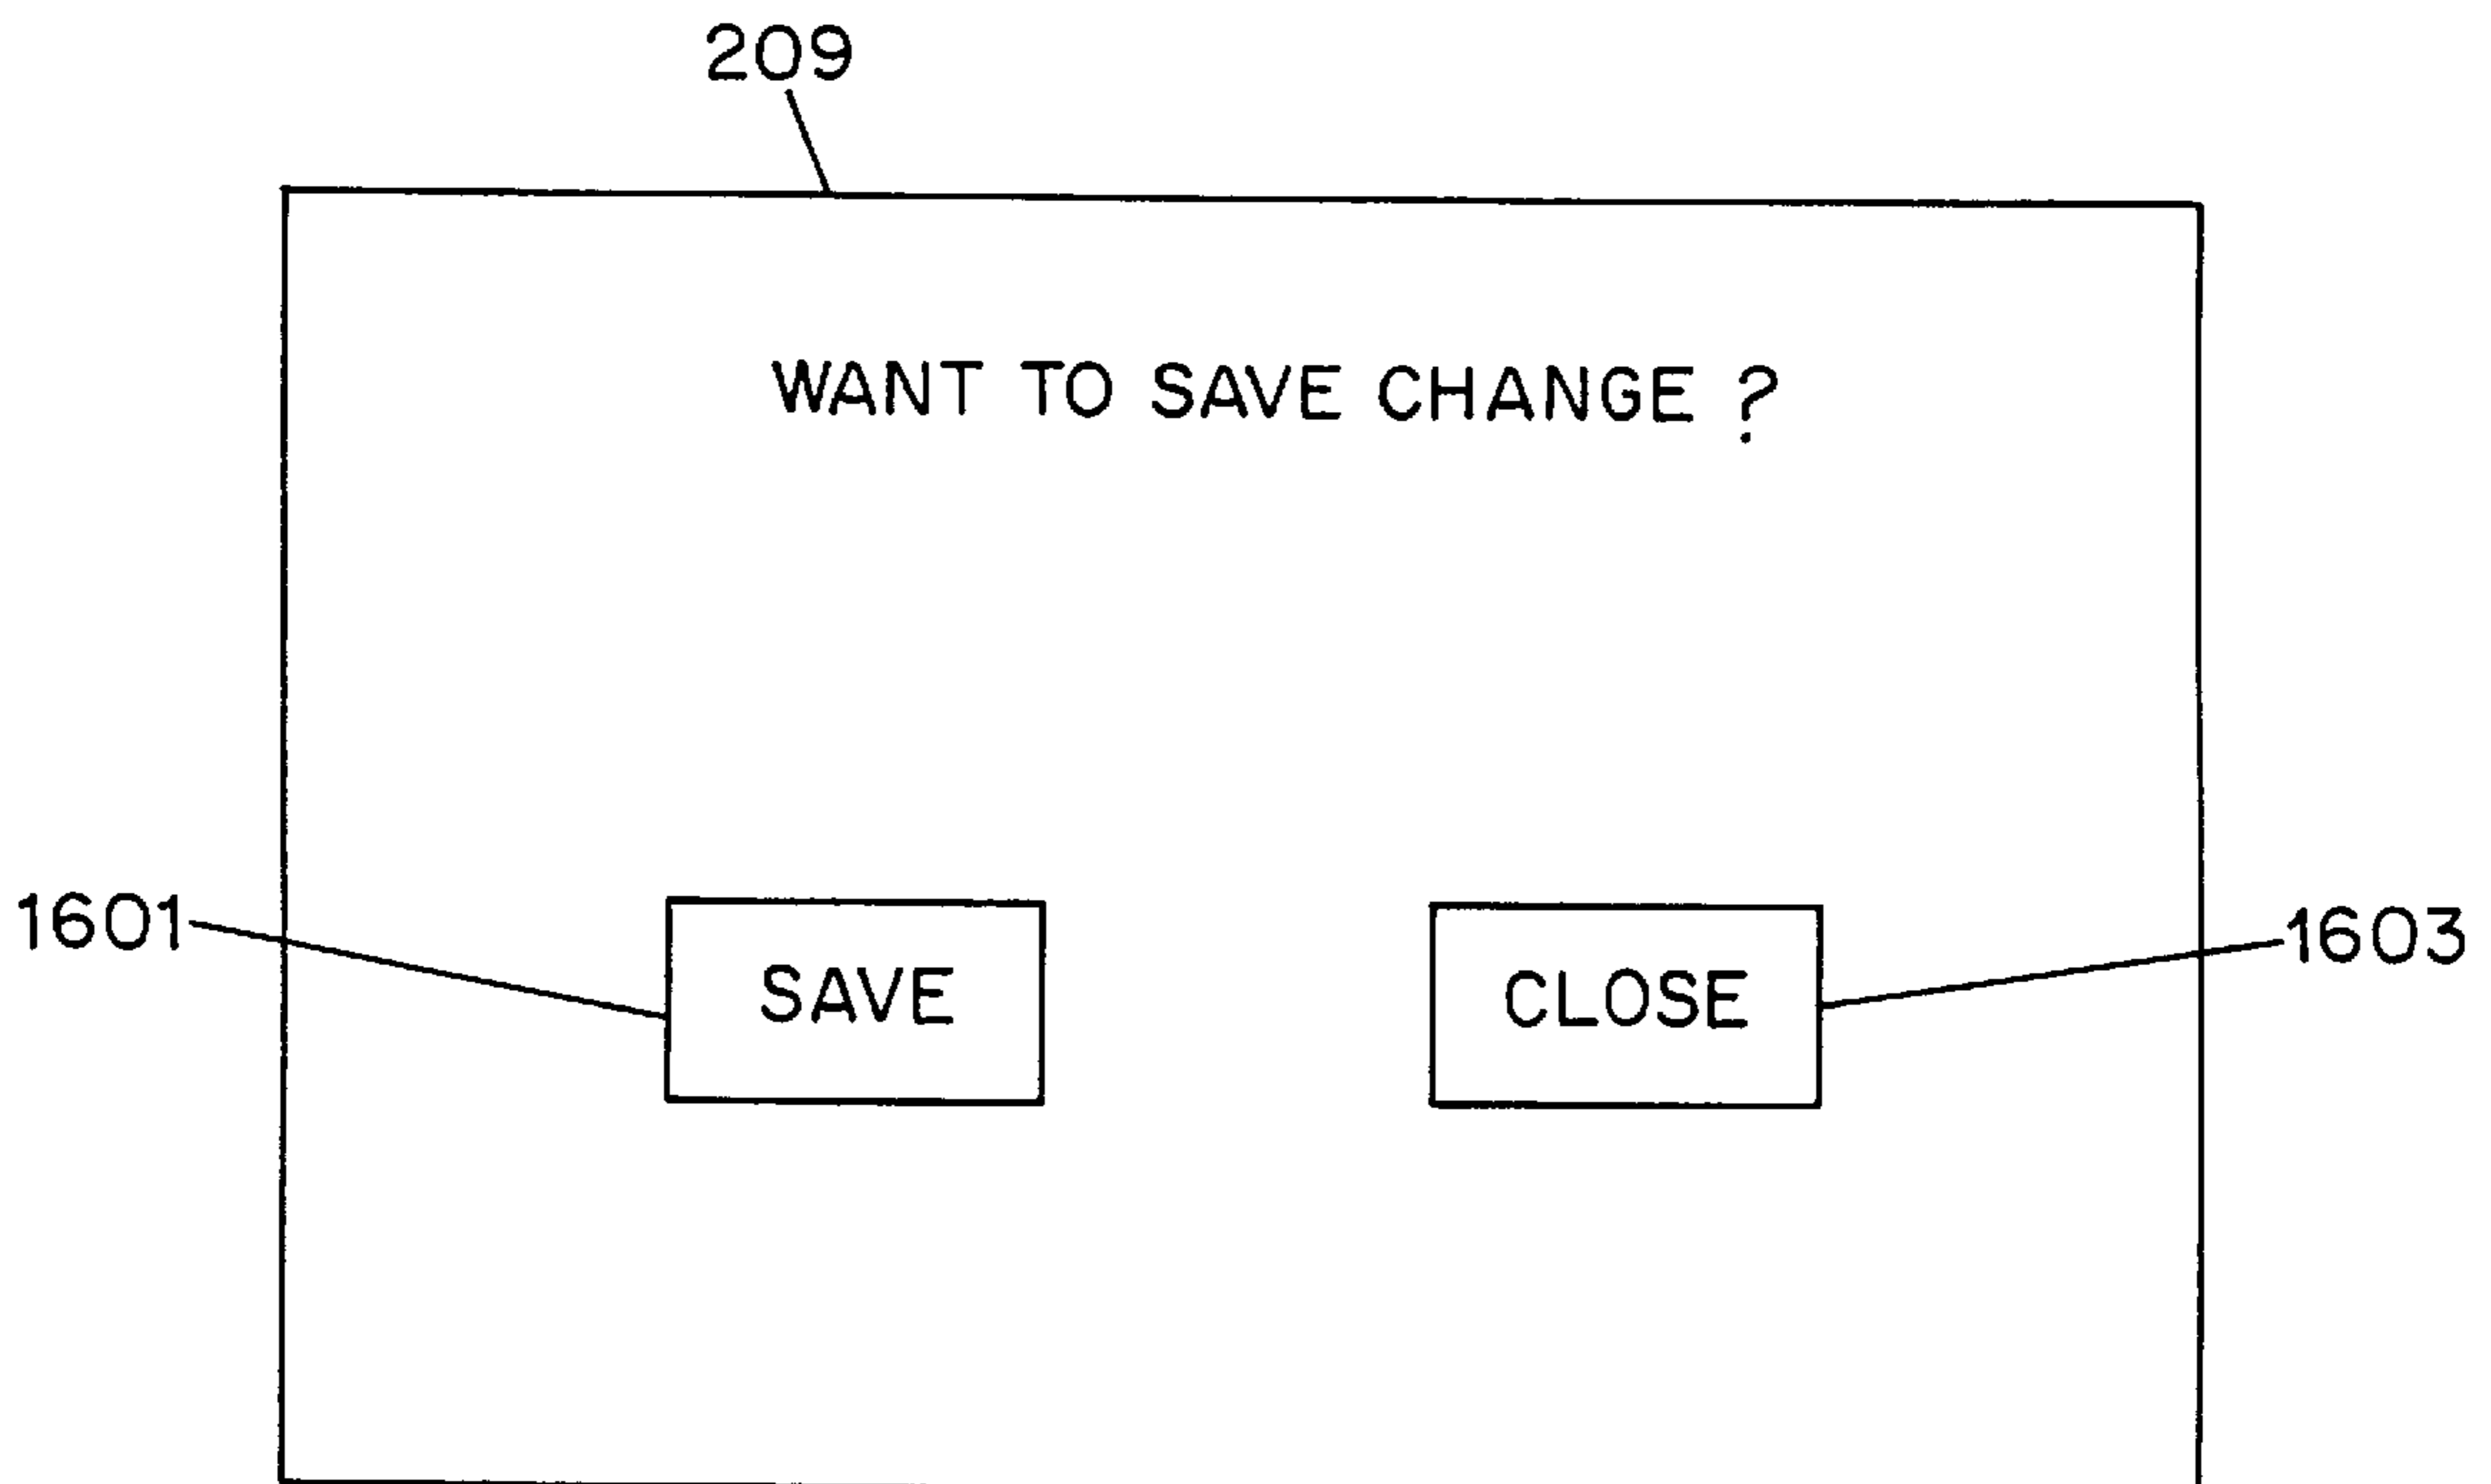 209
WANT TO SAVE CHANGE ?
1601
SAVE
CLOSE
1603